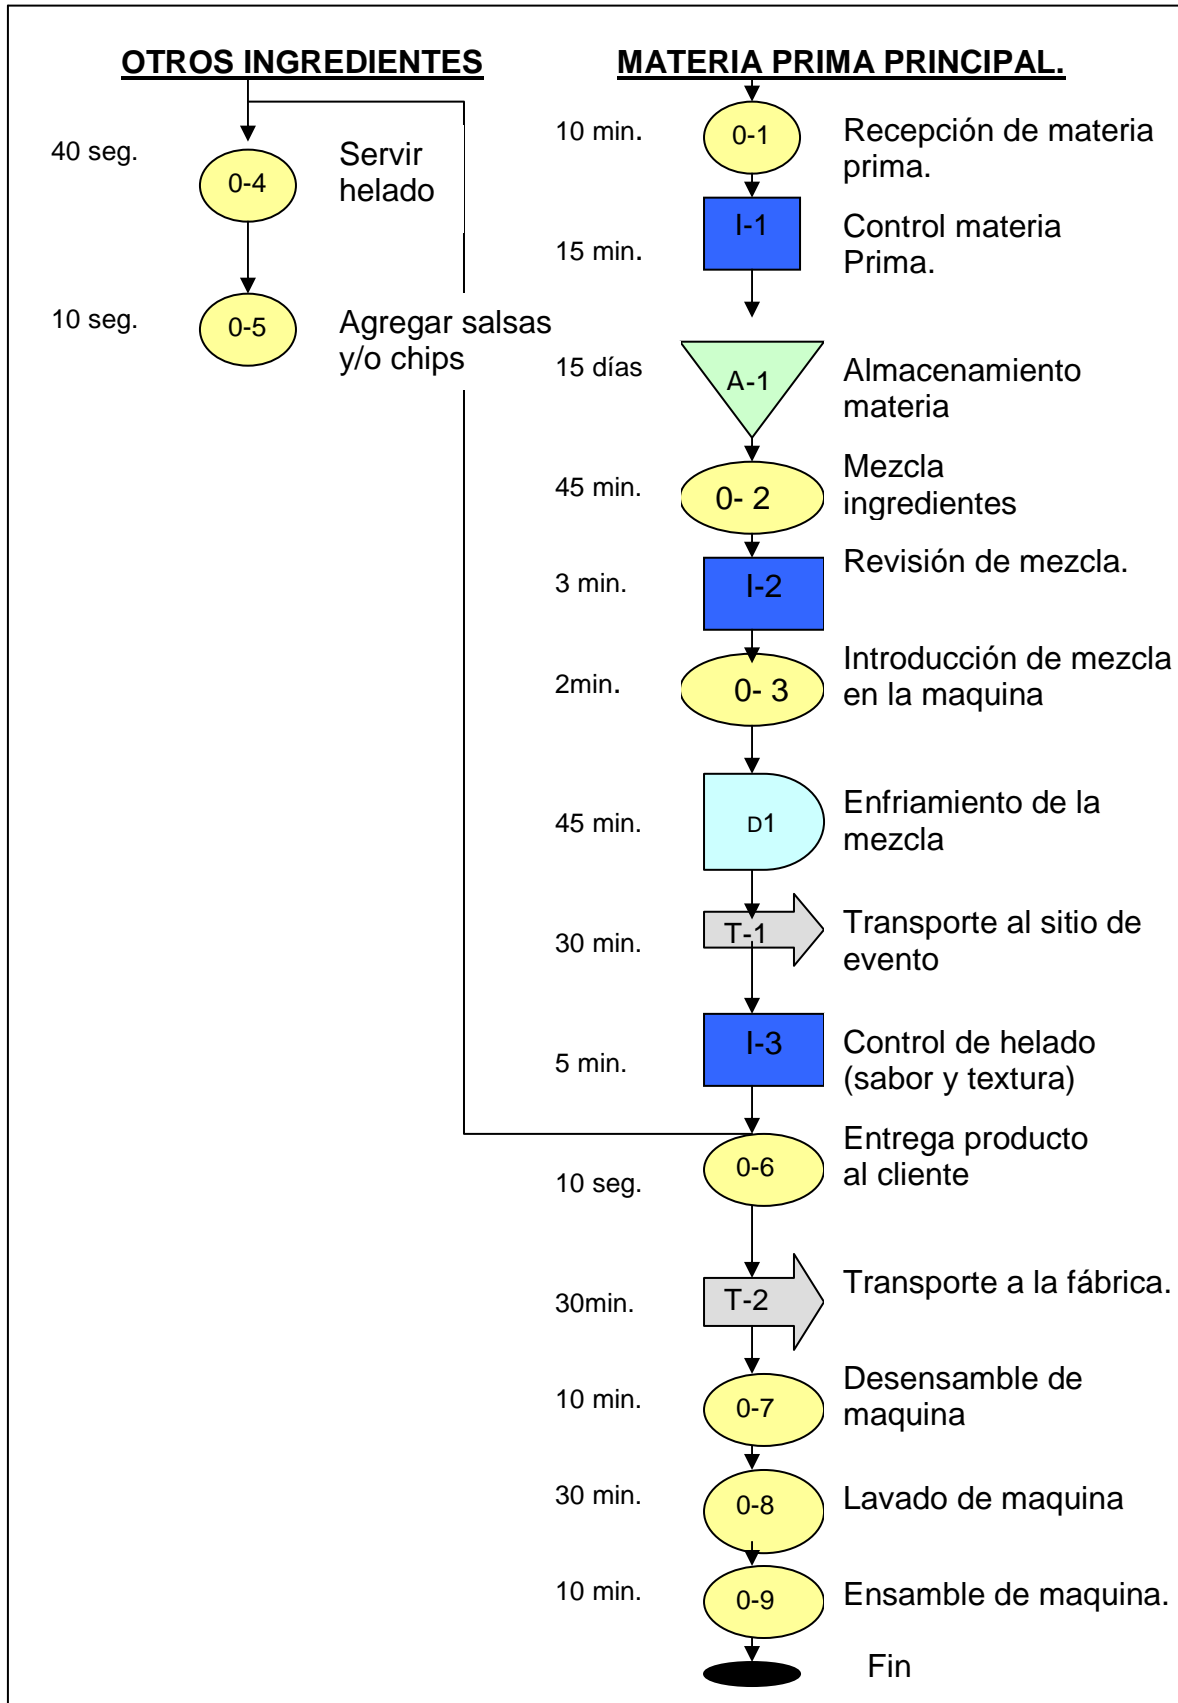 OTROS INGREDIENTES
40 seg.
0-4
Servir
helado
10 seg.
0-5
Agregar salsas
y/o chips
MATERIA PRIMA PRINCIPAL.
10 min.
0-1
Recepción de materia
prima.
I-1
15 min.
Control materia
Prima.
15 días
A-1
Almacenamiento
materia
45 min.
0- 2
Mezcla
ingredientes
3 min.
I-2
Revisión de mezcla.
2min.
0- 3
Introducción de mezcla
en la maquina
45 min.
D1
Enfriamiento de la
mezcla
30 min.
T-1
Transporte al sitio de
evento
5 min.
I-3
Control de helado
(sabor y textura)
10 seg.
0-6
Entrega producto
al cliente
30min.
T-2
Transporte a la fábrica.
10 min.
0-7
Desensamble de
maquina
30 min.
0-8
Lavado de maquina
10 min.
0-9
Ensamble de maquina.
Fin